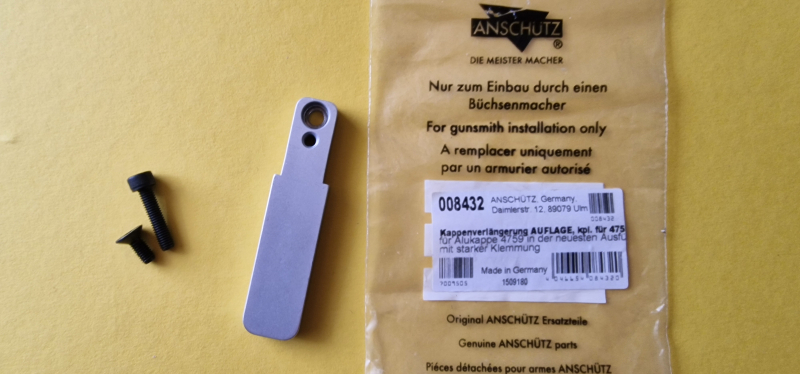 ANSCHÜTZ
®
DIE MEISTER MACHER
Nur zum Einbau durch einen
Büchsenmacher
For gunsmith installation only
A remplacer uniquement
par un armurier autorisé
008432
ANSCHÜTZ, Germany,
Daimlerstr. 12, 89079 Ulm
008432
Kappenverlängerung AUFLAGE, kpl. für 475
für Alukappe 4759 in der neuesten Ausfü
mit starker Klemmung
Made in Germany
1509180
Original ANSCHÜTZ Ersatzteile
Genuine ANSCHÜTZ parts
Piéces détachées pour armes ANSCHÜTZ